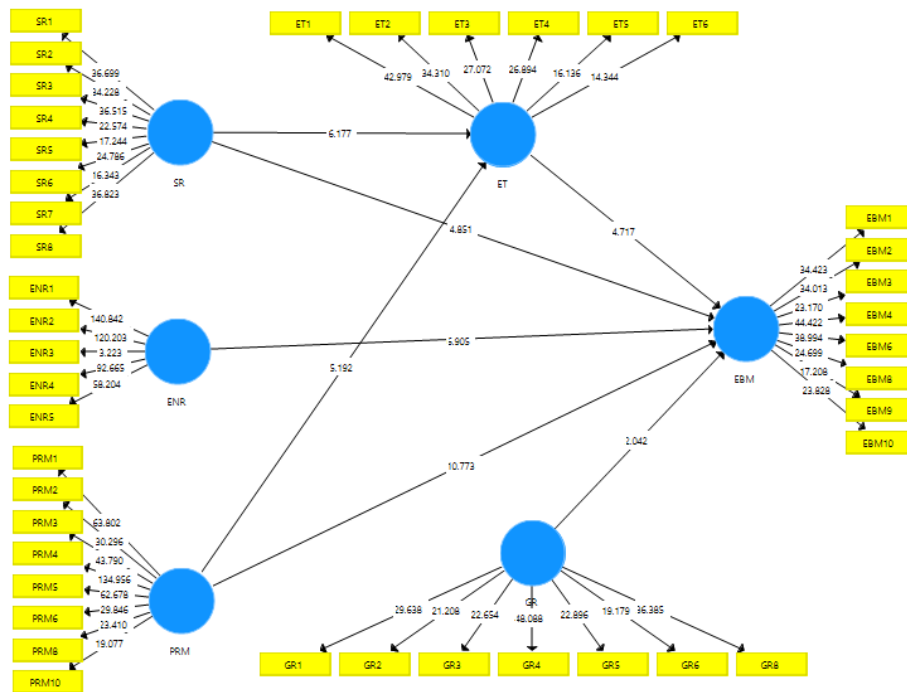 SR1
SR2
SR3
SR4
SR5
SR6
SR7
SR8
36.699
34.228
36.515
22.574
17.244
24.786
16.343
36.823
SR
ET1
ET2
ET3
ET4
ET5
ET6
42.979
34.310
27.072
26.894
16.136
14.344
ET
6.177
4.851
4.717
ENR1
ENR2
ENR3
ENR4
ENR5
140.842
120.203
3.223
92.665
58.204
ENR
5.905
5.192
EBM1
EBM2
EBM3
EBM4
EBM6
EBM8
EBM9
EBM10
34.423
34.013
23.170
44.422
38.994
24.699
17.208
23.828
EBM
PRM1
PRM2
PRM3
PRM4
PRM5
PRM6
PRM8
PRM10
63.802
30.296
43.790
134.956
62.678
29.846
23.410
19.077
PRM
10.773
2.042
GR
29.638
21.208
22.654
48.088
22.896
19.179
36.385
GR1
GR2
GR3
GR4
GR5
GR6
GR8